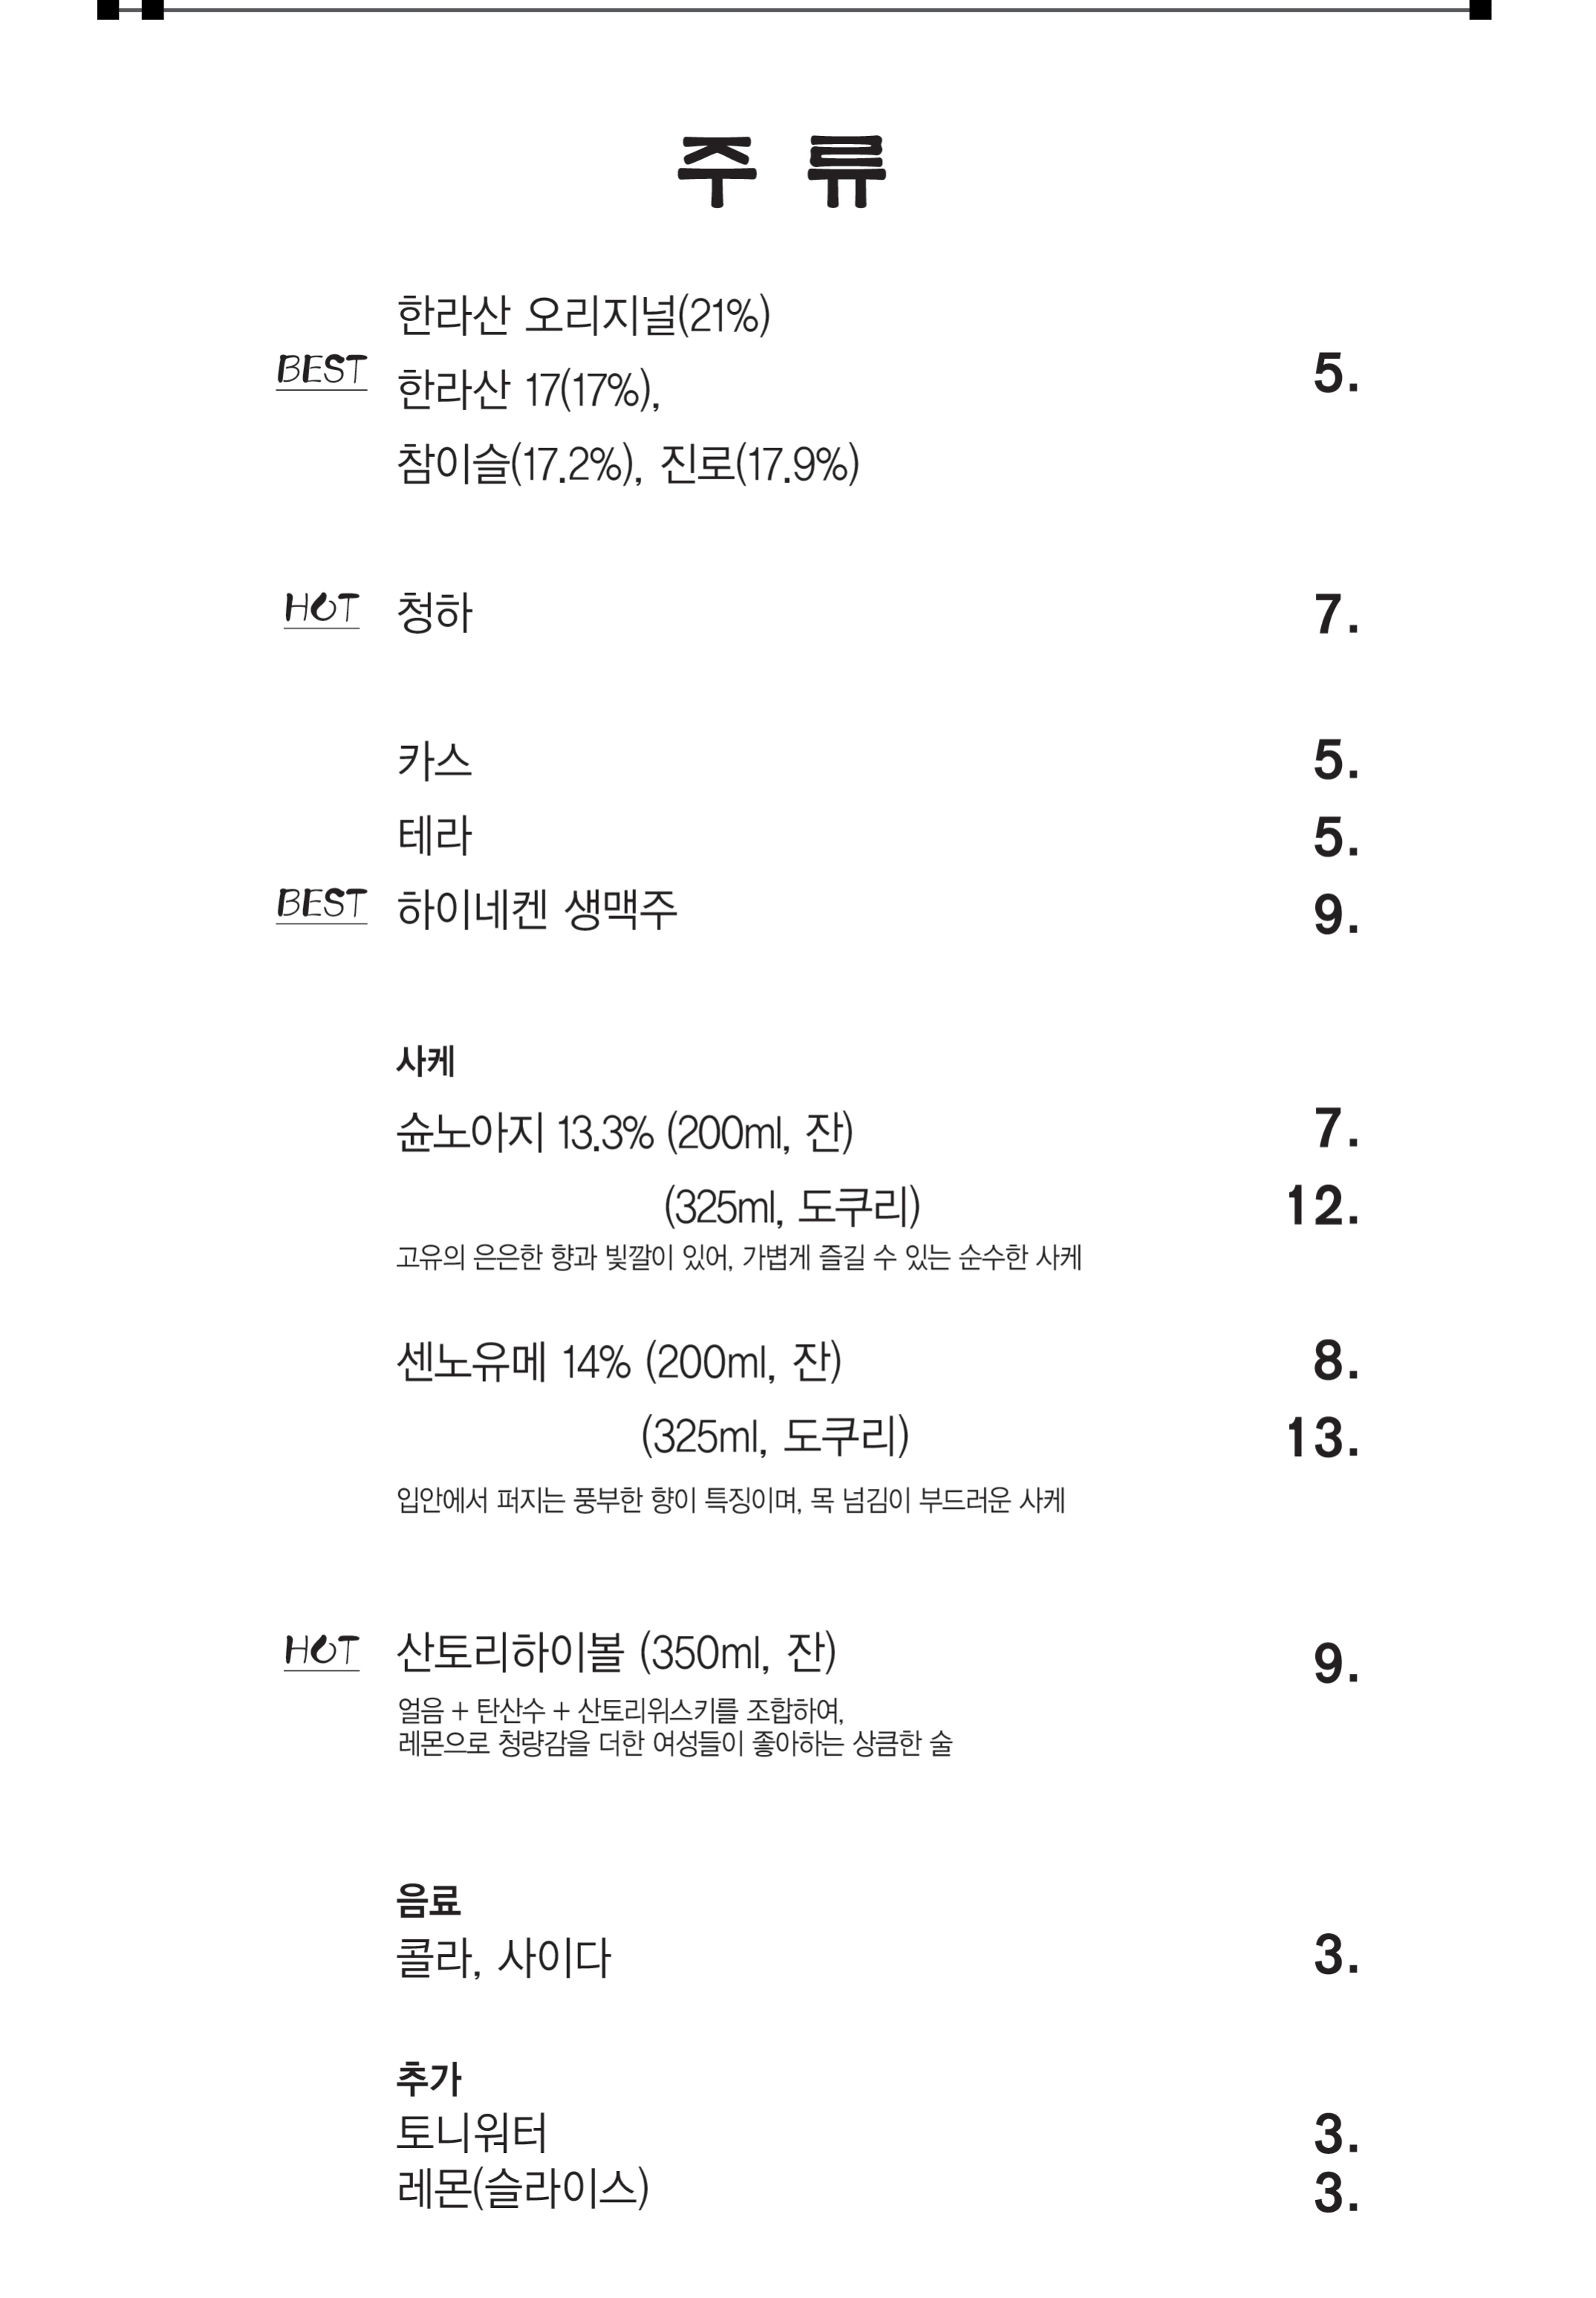 주 류
한라산 오리지널(21%)
BEST 한라산 17(17%), 5.
참이슬(17.2%), 진로(17.9%)
HOT 청하 7.
카스 5.
테라 5.
BEST 하이네켄 생맥주 9.
사케
슌노아지 13.3% (200ml, 잔) 7.
(325ml, 도쿠리) 12.
고유의 은은한 향과 빛깔이 있어, 가볍게 즐길 수 있는 순수한 사케
센노유메 14% (200ml, 잔) 8.
(325ml, 도쿠리) 13.
입안에서 퍼지는 풍부한 향이 특징이며, 목 넘김이 부드러운 사케
HOT 산토리하이볼 (350ml, 잔) 9.
얼음 + 탄산수 + 산토리위스키를 조합하여,
레몬으로 청량감을 더한 여성들이 좋아하는 상큼한 술
음료
콜라, 사이다 3.
추가
토니워터 3.
레몬(슬라이스) 3.